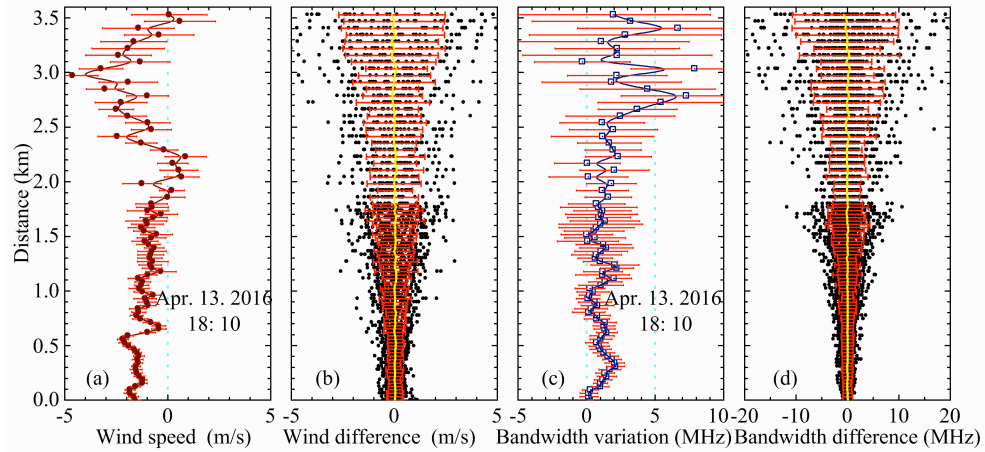 3.5
3.0
2.5
2.0
1.5
1.0
0.5
0.0
Distance (km)
Apr. 13. 2016
18: 10
(a)
-5 0 5
Wind speed (m/s)
(b)
-5 0 5
Wind difference (m/s)
Apr. 13. 2016
18: 10
(c)
-5 0 5 10
Bandwidth variation (MHz)
(d)
-20 -10 0 10 20
Bandwidth difference (MHz)